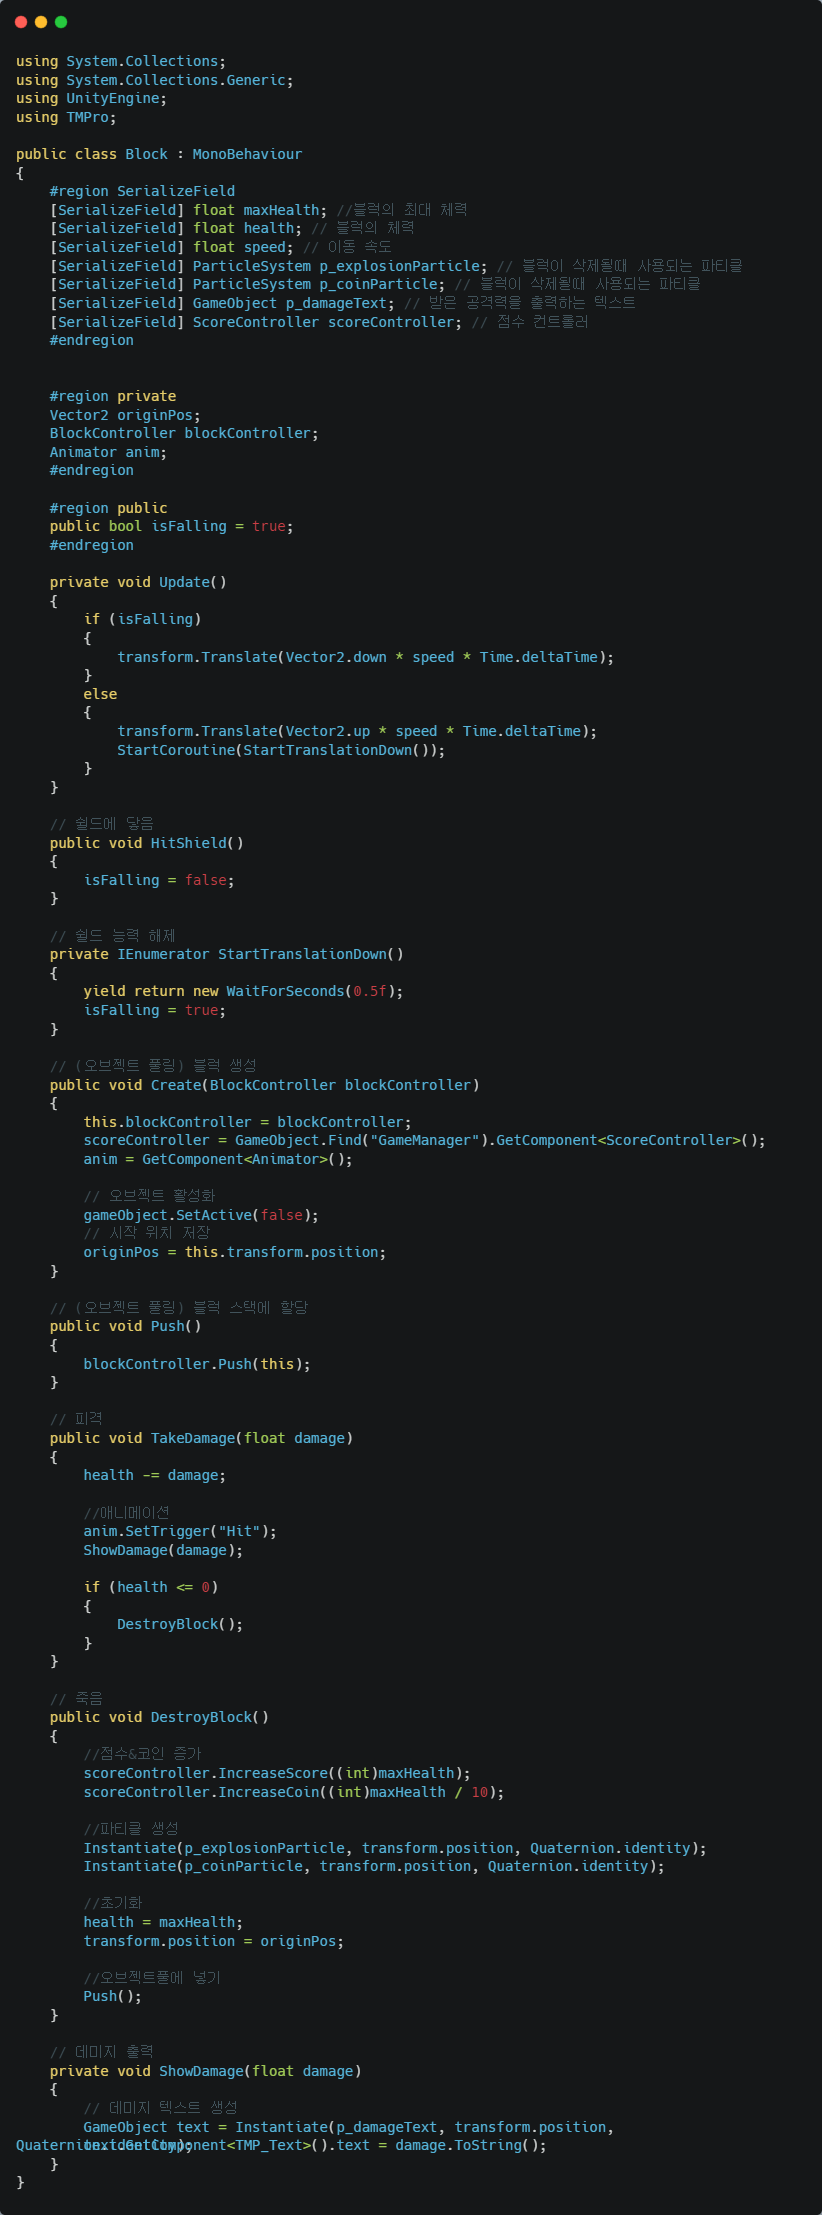 using System.Collections;
using System.Collections.Generic;
using UnityEngine;
using TMPro;

public class Block : MonoBehaviour
{
    #region SerializeField
    [SerializeField] float maxHealth; //블럭의 최대 체력
    [SerializeField] float health; // 블럭의 체력
    [SerializeField] float speed; // 이동 속도
    [SerializeField] ParticleSystem p_explosionParticle; // 블럭이 삭제될때 사용되는 파티클
    [SerializeField] ParticleSystem p_coinParticle; // 블럭이 삭제될때 사용되는 파티클
    [SerializeField] GameObject p_damageText; // 받은 공격력을 출력하는 텍스트
    [SerializeField] ScoreController scoreController; // 점수 컨트롤러
    #endregion


    #region private
    Vector2 originPos;
    BlockController blockController;
    Animator anim;
    #endregion

    #region public
    public bool isFalling = true;
    #endregion

    private void Update()
    {
        if (isFalling)
        {
            transform.Translate(Vector2.down * speed * Time.deltaTime);
        }
        else
        {
            transform.Translate(Vector2.up * speed * Time.deltaTime);
            StartCoroutine(StartTranslationDown());
        }
    }

    // 쉴드에 닿음
    public void HitShield()
    {
        isFalling = false;
    }

    // 쉴드 능력 해제
    private IEnumerator StartTranslationDown()
    {
        yield return new WaitForSeconds(0.5f);
        isFalling = true;
    }

    // (오브젝트 풀링) 블럭 생성
    public void Create(BlockController blockController)
    {
        this.blockController = blockController;
        scoreController = GameObject.Find("GameManager").GetComponent<ScoreController>();
        anim = GetComponent<Animator>();

        // 오브젝트 활성화
        gameObject.SetActive(false);
        // 시작 위치 저장
        originPos = this.transform.position;
    }

    // (오브젝트 풀링) 블럭 스택에 할당
    public void Push()
    {
        blockController.Push(this);
    }

    // 피격
    public void TakeDamage(float damage)
    {
        health -= damage;

        //애니메이션
        anim.SetTrigger("Hit");
        ShowDamage(damage);

        if (health <= 0)
        {
            DestroyBlock();
        }
    }

    // 죽음
    public void DestroyBlock()
    {
        //점수&코인 증가
        scoreController.IncreaseScore((int)maxHealth);
        scoreController.IncreaseCoin((int)maxHealth / 10);

        //파티클 생성
        Instantiate(p_explosionParticle, transform.position, Quaternion.identity);
        Instantiate(p_coinParticle, transform.position, Quaternion.identity);

        //초기화
        health = maxHealth;
        transform.position = originPos;

        //오브젝트풀에 넣기
        Push();
    }

    // 데미지 출력
    private void ShowDamage(float damage)
    {
        // 데미지 텍스트 생성
        GameObject text = Instantiate(p_damageText, transform.position,
Quaternion.identity);
        text.GetComponent<TMP_Text>().text = damage.ToString();
    }
}